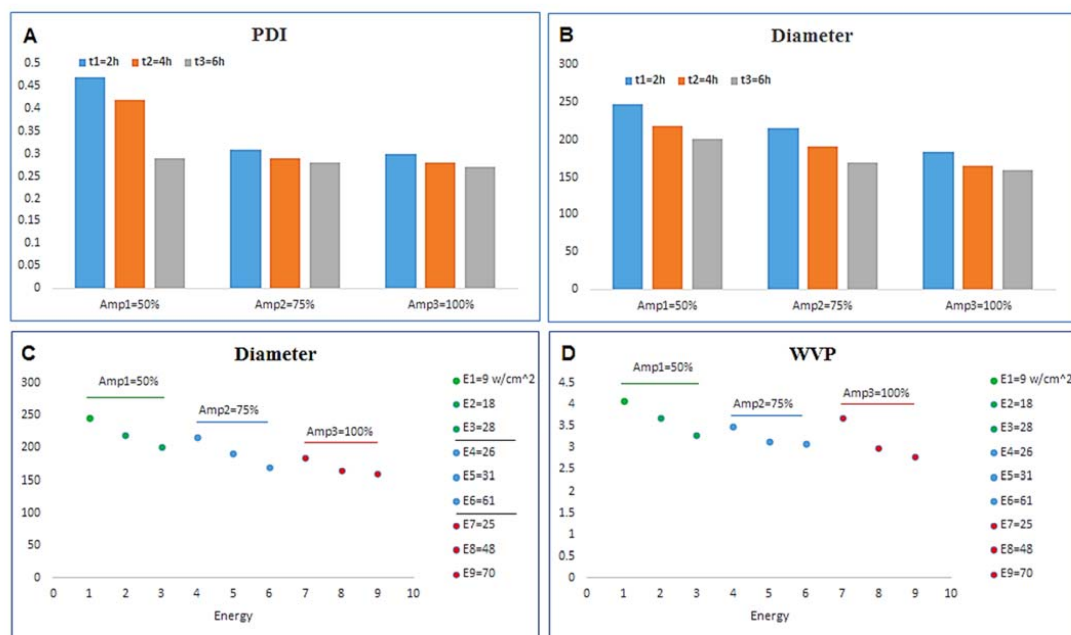 A
PDI
t1=2h t2=4h t3=6h
0.5
0.45
0.4
0.35
0.3
0.25
0.2
0.15
0.1
0.05
0
Amp1=50% Amp2=75% Amp3=100%
B
Diameter
t1=2h t2=4h t3=6h
300
250
200
150
100
50
0
Amp1=50% Amp2=75% Amp3=100%
C
Diameter
300
250
200
150
100
50
0
Amp1=50%
Amp2=75%
Amp3=100%
0 1 2 3 4 5 6 7 8 9 10
Energy
E1=9 w/cm^2
E2=18
E3=28
E4=26
E5=31
E6=61
E7=25
E8=48
E9=70
D
WVP
4.5
4
3.5
3
2.5
2
1.5
1
0.5
0
Amp1=50%
Amp2=75%
Amp3=100%
0 1 2 3 4 5 6 7 8 9 10
Energy
E1=9 w/cm^2
E2=18
E3=28
E4=26
E5=31
E6=61
E7=25
E8=48
E9=70